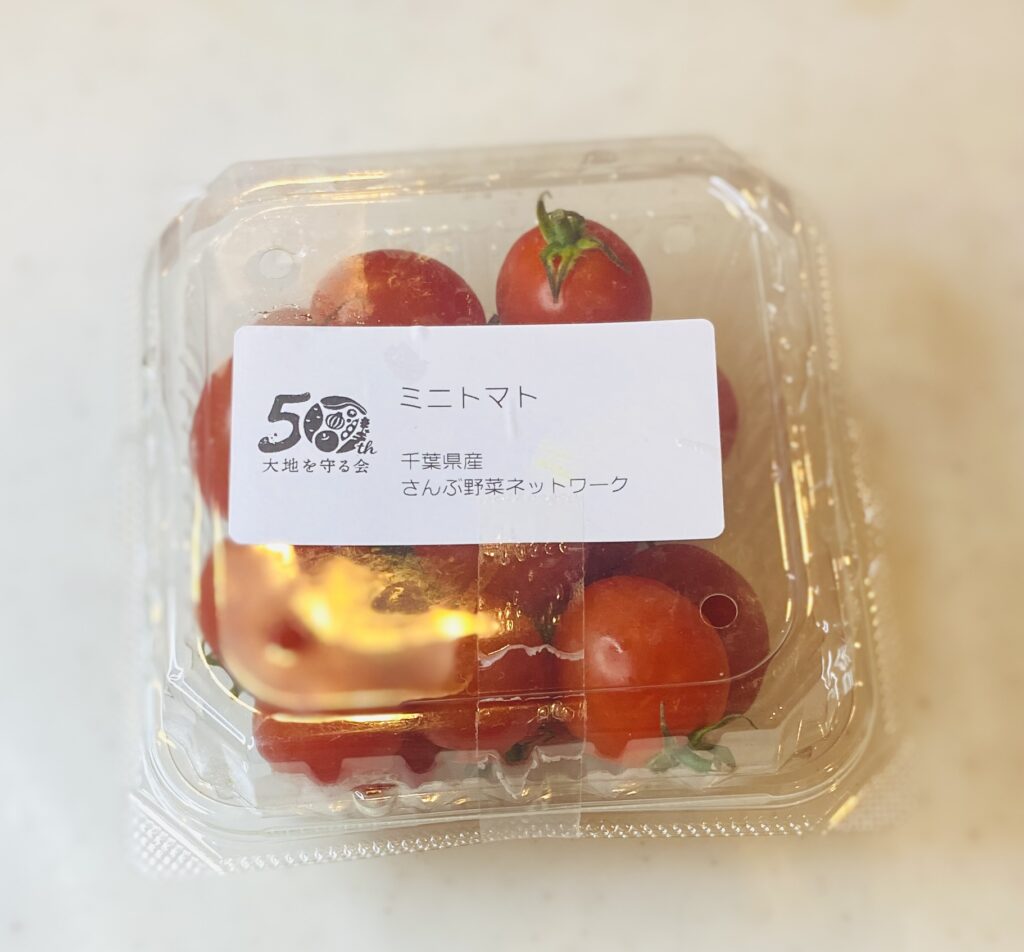 50th
大地を守る会
ミニトマト
千葉県産
さんぶ野菜ネットワーク